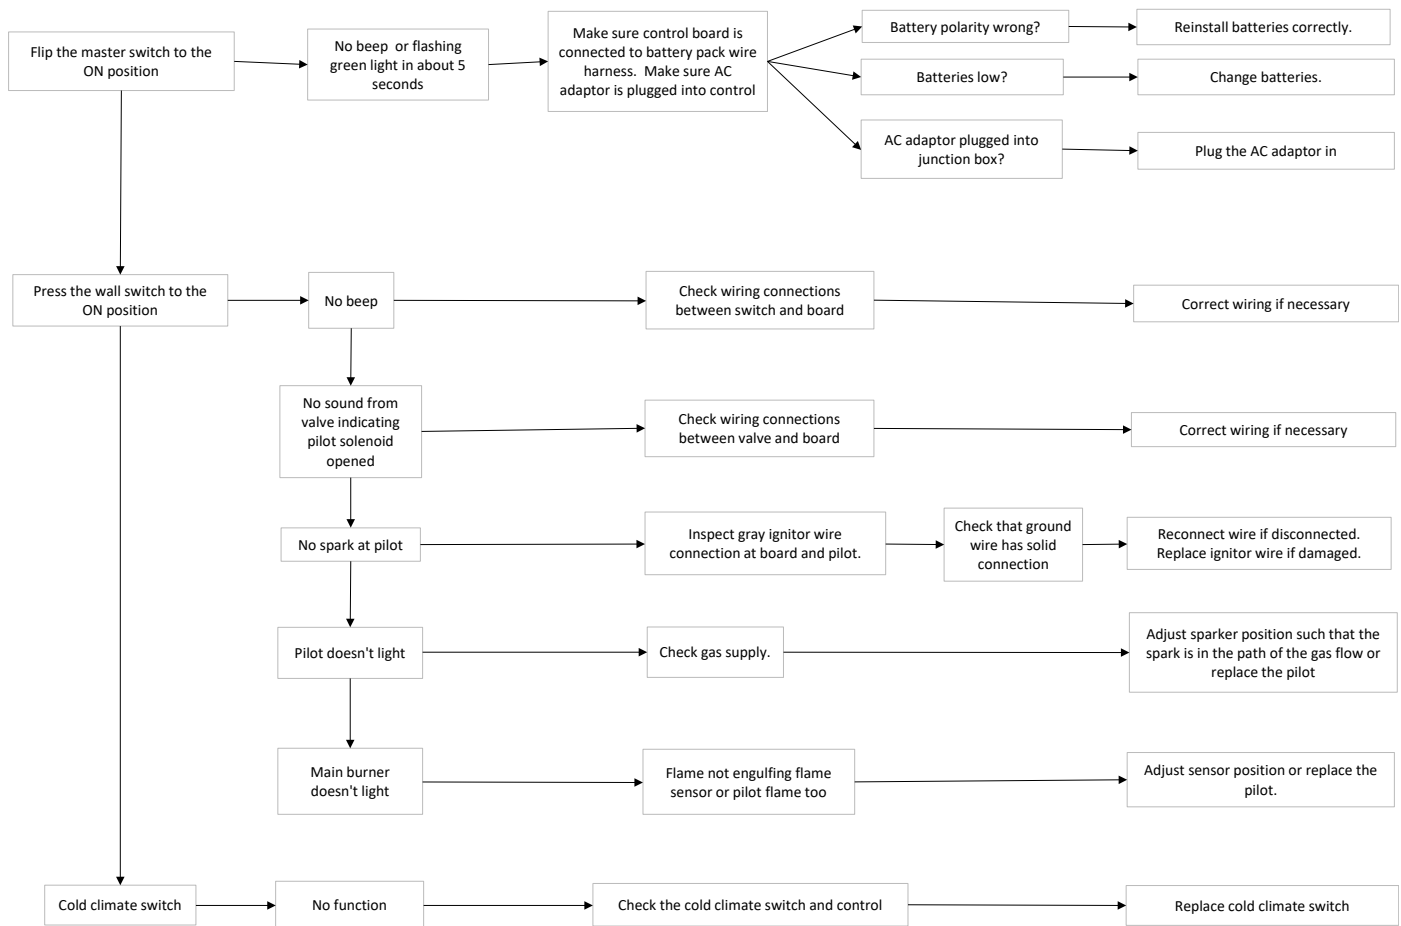 Flip the master switch to the
ON position
No beep  or flashing
green light in about 5
seconds
Make sure control board is
connected to battery pack wire
harness.  Make sure AC
adaptor is plugged into control
Battery polarity wrong?
Reinstall batteries correctly.
Batteries low?
Change batteries.
AC adaptor plugged into
junction box?
Plug the AC adaptor in
Press the wall switch to the
ON position
No beep
Check wiring connections
between switch and board
Correct wiring if necessary
No sound from
valve indicating
pilot solenoid
opened
Check wiring connections
between valve and board
Correct wiring if necessary
No spark at pilot
Inspect gray ignitor wire
connection at board and pilot.
Check that ground
wire has solid
connection
Reconnect wire if disconnected.
Replace ignitor wire if damaged.
Pilot doesn't light
Check gas supply.
Adjust sparker position such that the
spark is in the path of the gas flow or
replace the pilot
Main burner
doesn't light
Flame not engulfing flame
sensor or pilot flame too
Adjust sensor position or replace the
pilot.
Cold climate switch
No function
Check the cold climate switch and control
Replace cold climate switch